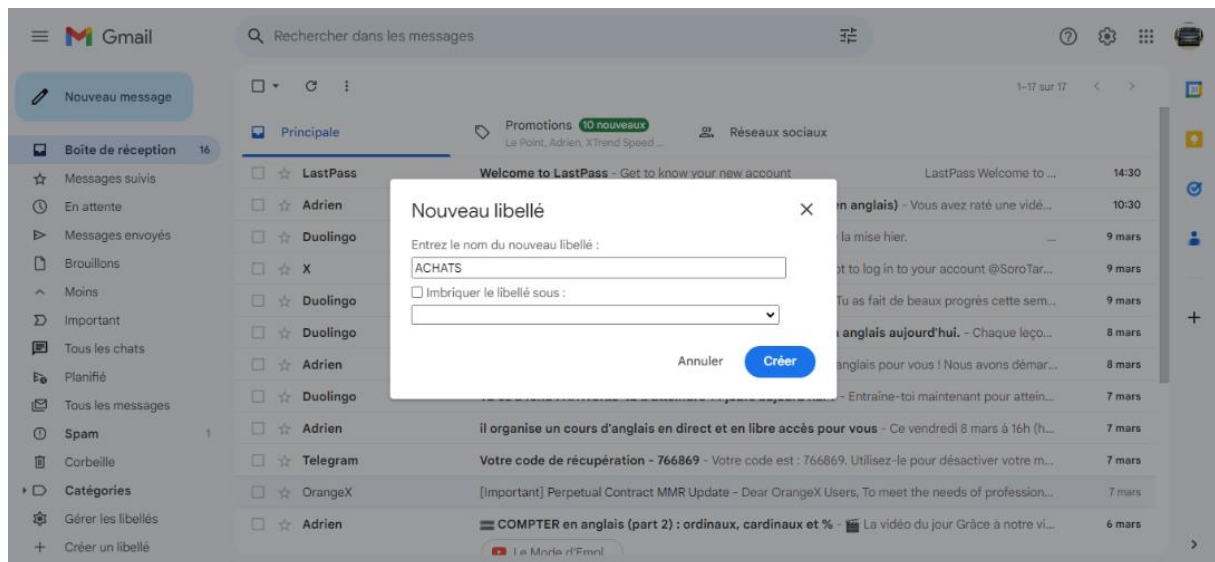 Gmail
Rechercher dans les messages
Nouveau message
1–17 sur 17
Principale
Promotions 10 nouveaux
Le Point, Adrien, XTrend Speed ...
Réseaux sociaux
Boîte de réception 16
Messages suivis
En attente
Messages envoyés
Brouillons
Moins
Important
Tous les chats
Planifié
Tous les messages
Spam 1
Corbeille
Catégories
Gérer les libellés
Créer un libellé
LastPass Welcome to LastPass - Get to know your new account LastPass Welcome to ... 14:30
Adrien en anglais) - Vous avez raté une vidé... 10:30
Duolingo la mise hier. ... 9 mars
X to log in to your account @SoroTar... 9 mars
Duolingo Tu as fait de beaux progrès cette sem... 9 mars
Duolingo anglais aujourd'hui. - Chaque leço... 8 mars
Adrien anglais pour vous ! Nous avons démar... 8 mars
Duolingo - Entraîne-toi maintenant pour attein... 7 mars
Adrien il organise un cours d'anglais en direct et en libre accès pour vous - Ce vendredi 8 mars à 16h (h... 7 mars
Telegram Votre code de récupération - 766869 - Votre code est : 766869. Utilisez-le pour désactiver votre m... 7 mars
OrangeX [Important] Perpetual Contract MMR Update - Dear OrangeX Users, To meet the needs of profession... 7 mars
Adrien COMPTER en anglais (part 2) : ordinaux, cardinaux et % - La vidéo du jour Grâce à notre vi... 6 mars
Le Mode d'Empl...
Nouveau libellé
Entrez le nom du nouveau libellé :
ACHATS
Imbriquer le libellé sous :
Annuler
Créer